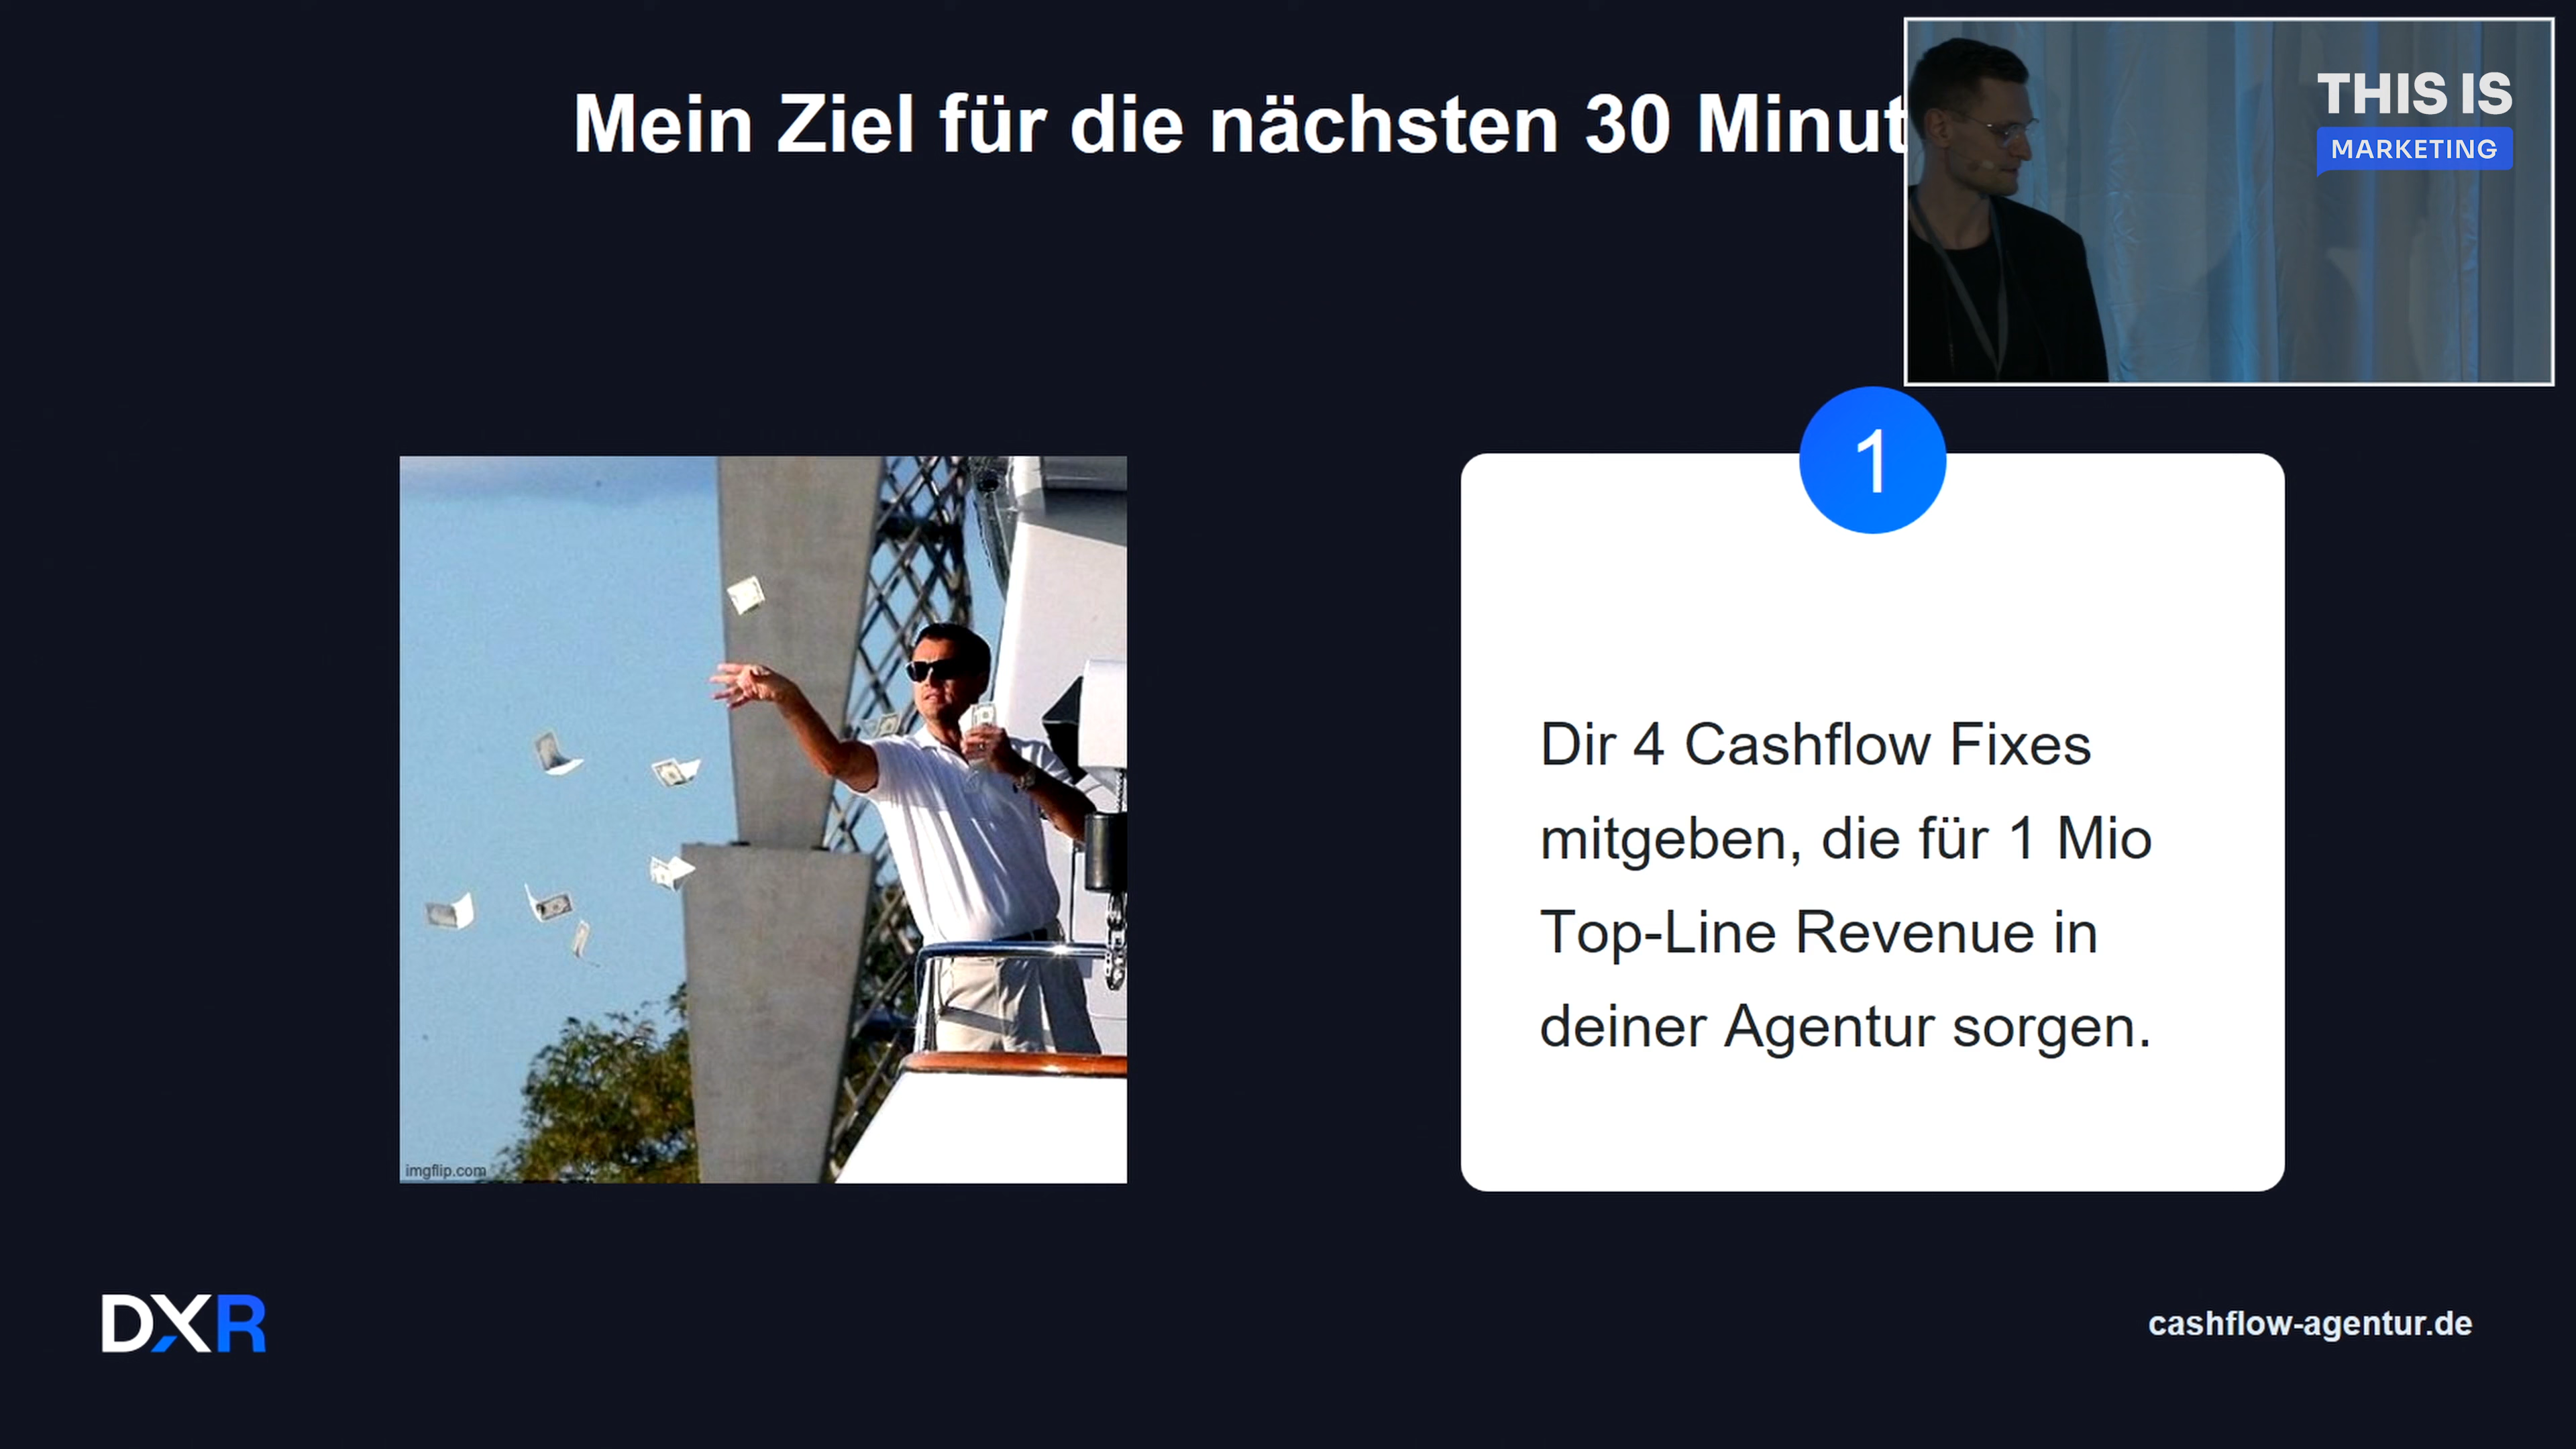 Mein Ziel für die nächsten 30 Minut
THIS IS
MARKETING
1
Dir 4 Cashflow Fixes
mitgeben, die für 1 Mio
Top-Line Revenue in
deiner Agentur sorgen.
imgflip.com
DXR
cashflow-agentur.de